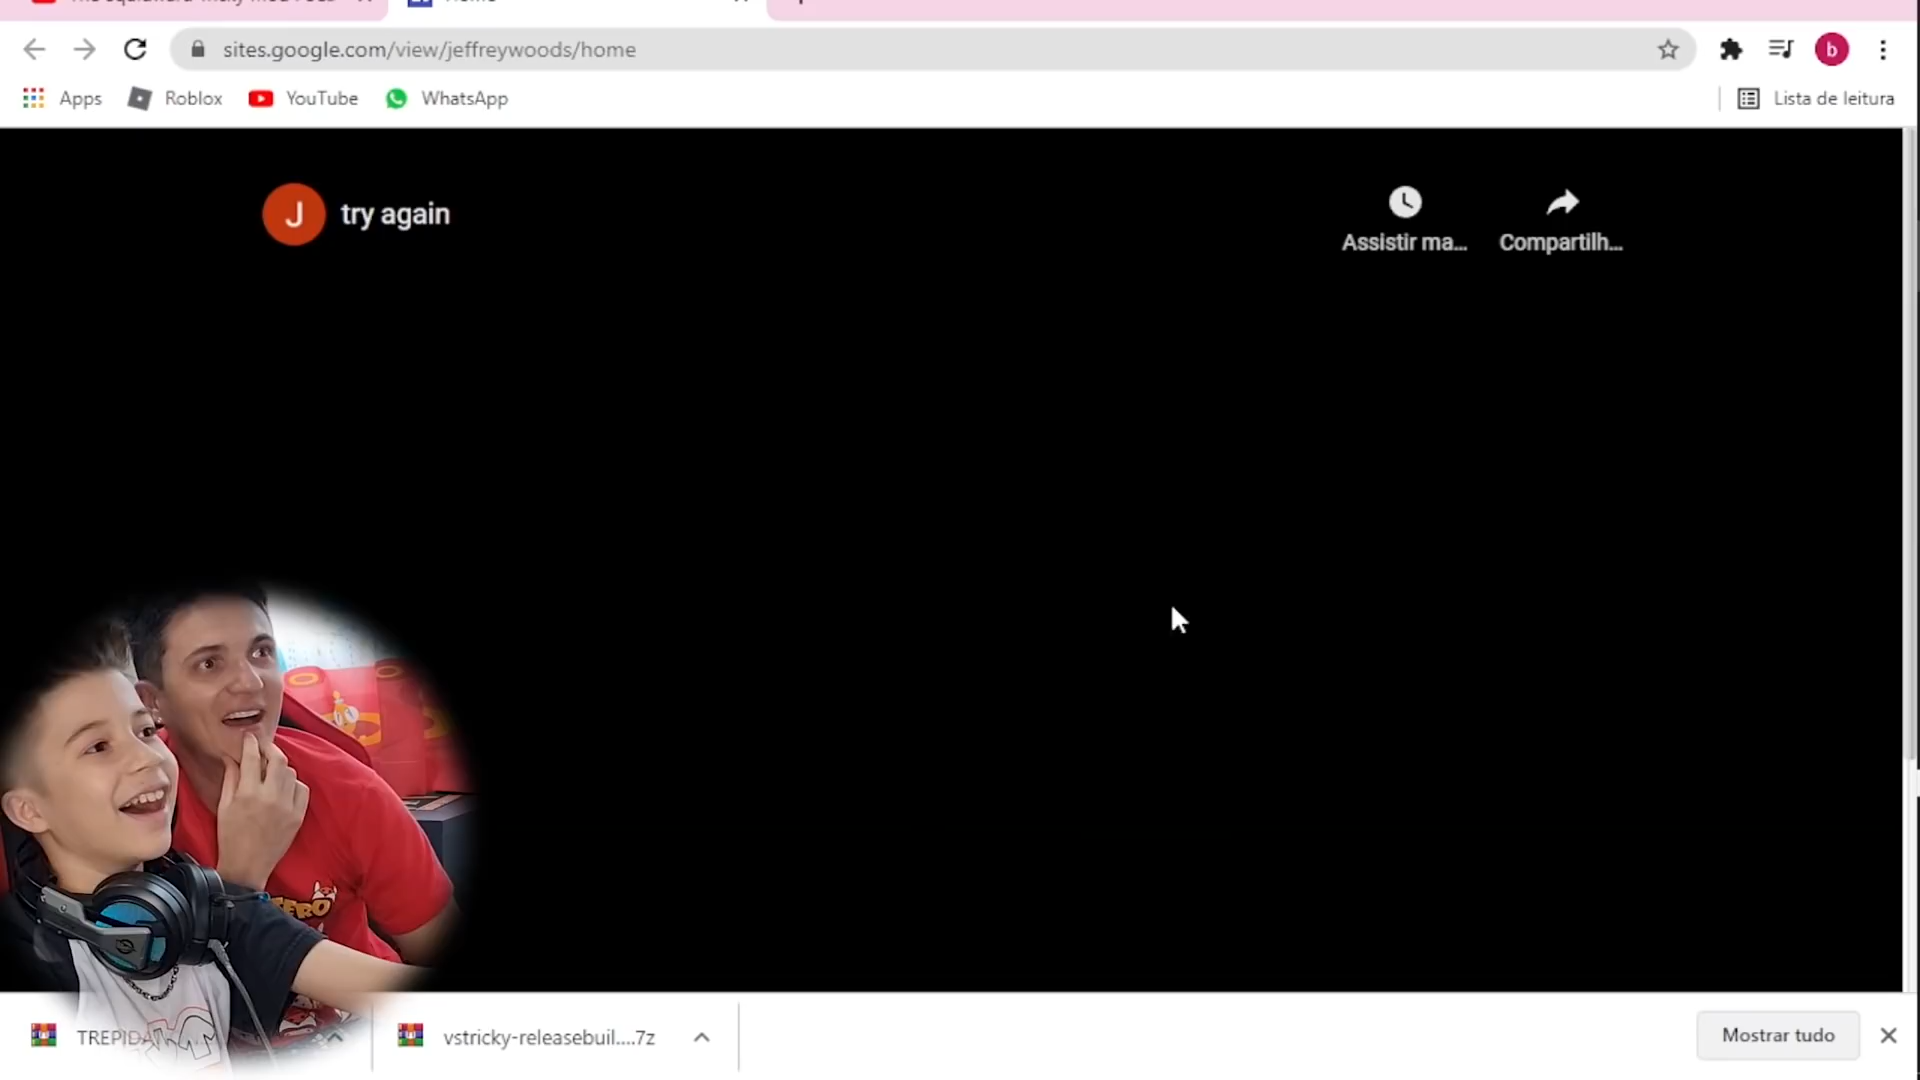 Home
sites.google.com/view/jeffreywoods/home
b
Apps
Roblox
YouTube
WhatsApp
Lista de leitura
J
try again
Assistir ma...
Compartilh...
vstricky-releasebuil....7z
Mostrar tudo